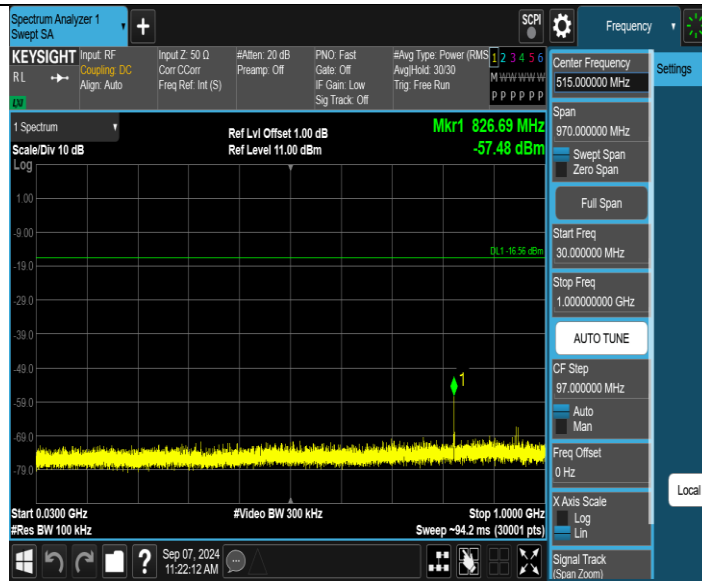 Spectrum Analyzer 1
Swept SA
SCPI
Frequency
KEYSIGHT
RL
LXI
Input: RF
Coupling: DC
Align: Auto
Input Z: 50 Ω
Corr CCorr
Freq Ref: Int (S)
#Atten: 20 dB
Preamp: Off
PNO: Fast
Gate: Off
IF Gain: Low
Sig Track: Off
#Avg Type: Power (RMS
Avg|Hold: 30/30
Trig: Free Run
1 2 3 4 5 6
M W W W W W
P P P P P P
1 Spectrum
Scale/Div 10 dB
Log
Ref Lvl Offset 1.00 dB
Ref Level 11.00 dBm
Mkr1 826.69 MHz
-57.48 dBm
1.00
-9.00
-19.0
-29.0
-39.0
-49.0
-59.0
-69.0
-79.0
DL1 -16.56 dBm
1
Start 0.0300 GHz
#Res BW 100 kHz
#Video BW 300 kHz
Stop 1.0000 GHz
Sweep ~94.2 ms (30001 pts)
Sep 07, 2024
11:22:12 AM
?
Center Frequency
515.000000 MHz
Span
970.000000 MHz
Swept Span
Zero Span
Full Span
Start Freq
30.000000 MHz
Stop Freq
1.000000000 GHz
AUTO TUNE
CF Step
97.000000 MHz
Auto
Man
Freq Offset
0 Hz
X Axis Scale
Log
Lin
Signal Track
(Span Zoom)
Settings
Local